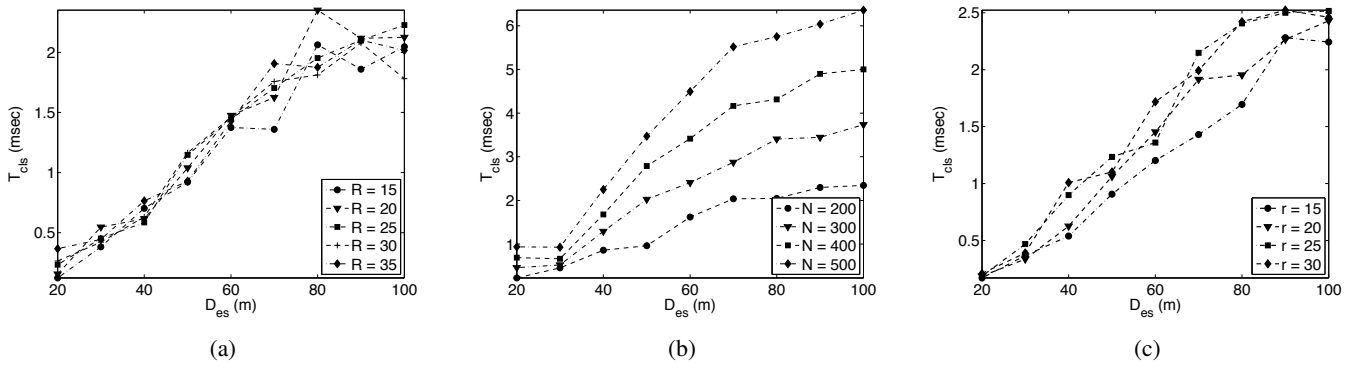 T_cls (msec)
2
1.5
1
0.5
20
40
60
80
100
D_es (m)
R = 15
R = 20
R = 25
R = 30
R = 35
(a)
T_cls (msec)
6
5
4
3
2
1
20
40
60
80
100
D_es (m)
N = 200
N = 300
N = 400
N = 500
(b)
T_cls (msec)
2.5
2
1.5
1
0.5
20
40
60
80
100
D_es (m)
r = 15
r = 20
r = 25
r = 30
(c)